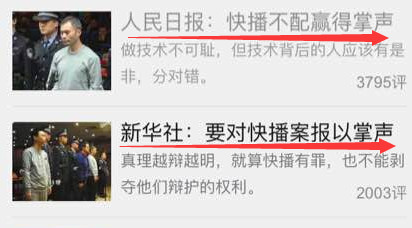 人民日报：快播不配赢得掌声
做技术不可耻，但技术背后的人应该有是
非，分对错。
3795评
新华社：要对快播案报以掌声
真理越辩越明，就算快播有罪，也不能剥
夺他们辩护的权利。
2003评